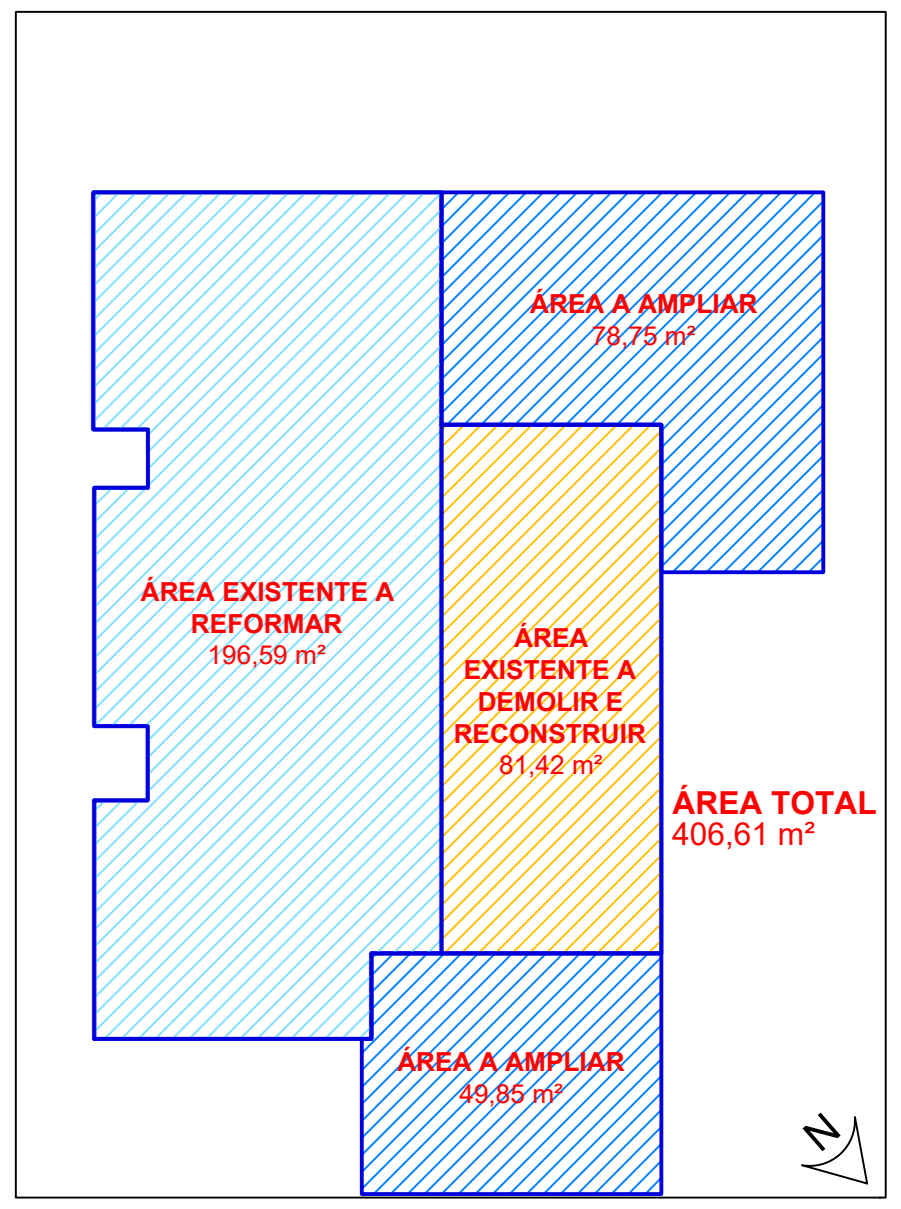 ÁREA A AMPLIAR
78,75 m²
ÁREA EXISTENTE A
REFORMAR
196,59 m²
ÁREA
EXISTENTE A
DEMOLIR E
RECONSTRUIR
81,42 m²
ÁREA TOTAL
406,61 m²
ÁREA A AMPLIAR
49,85 m²
N